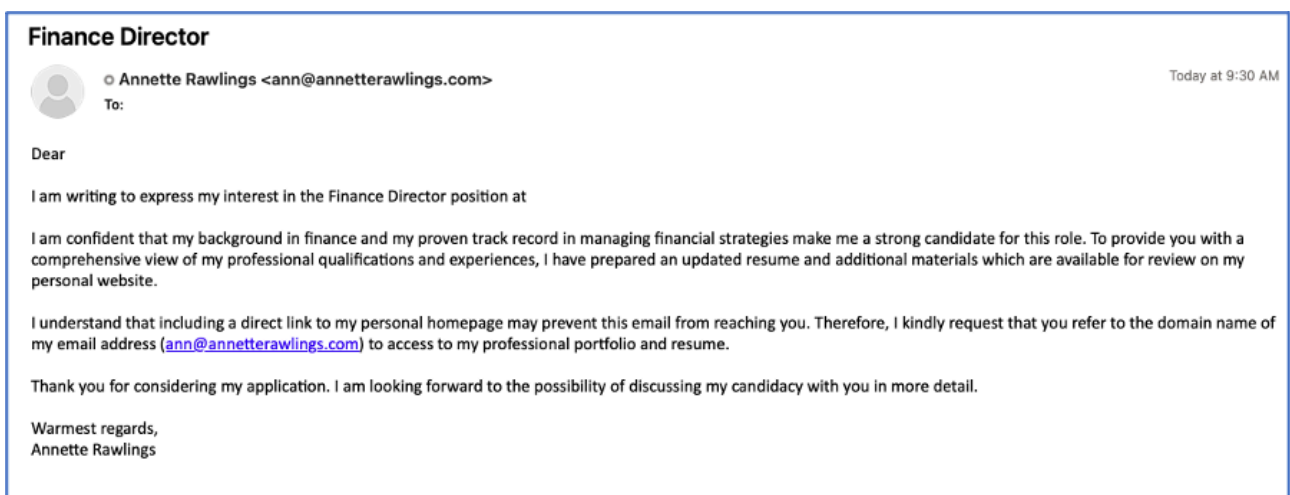 Finance Director
Annette Rawlings <ann@annetterawlings.com>
Today at 9:30 AM
To:
Dear
I am writing to express my interest in the Finance Director position at
I am confident that my background in finance and my proven track record in managing financial strategies make me a strong candidate for this role. To provide you with a
comprehensive view of my professional qualifications and experiences, I have prepared an updated resume and additional materials which are available for review on my
personal website.
I understand that including a direct link to my personal homepage may prevent this email from reaching you. Therefore, I kindly request that you refer to the domain name of
my email address (ann@annetterawlings.com) to access to my professional portfolio and resume.
Thank you for considering my application. I am looking forward to the possibility of discussing my candidacy with you in more detail.
Warmest regards,
Annette Rawlings